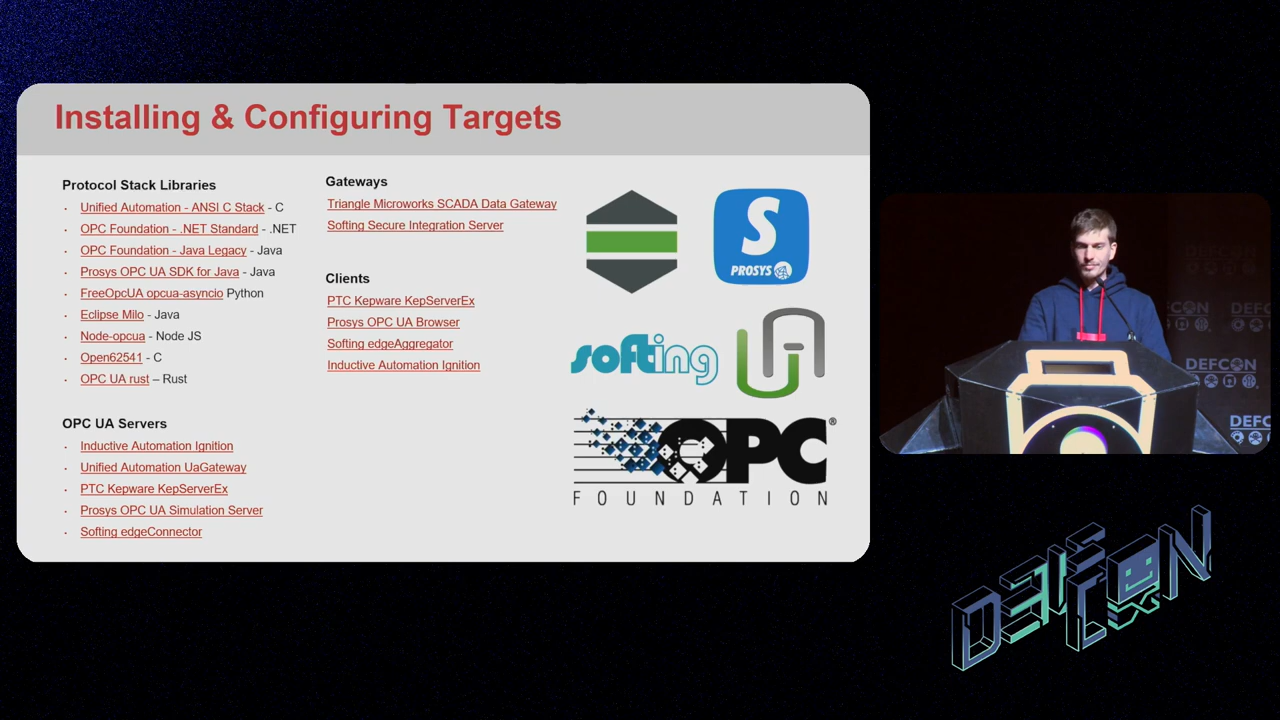 Installing & Configuring Targets
Protocol Stack Libraries
Unified Automation - ANSI C Stack - C
OPC Foundation - .NET Standard - .NET
OPC Foundation - Java Legacy - Java
Prosys OPC UA SDK for Java - Java
FreeOpcUA opcua-asyncio Python
Eclipse Milo - Java
Node-opcua - Node JS
Open62541 - C
OPC UA rust – Rust
OPC UA Servers
Inductive Automation Ignition
Unified Automation UaGateway
PTC Kepware KepServerEx
Prosys OPC UA Simulation Server
Softing edgeConnector
Gateways
Triangle Microworks SCADA Data Gateway
Softing Secure Integration Server
Clients
PTC Kepware KepServerEx
Prosys OPC UA Browser
Softing edgeAggregator
Inductive Automation Ignition
S
PROSYS
softing
UA
OPC®
FOUNDATION
DEFCON
DEFCON
DEFCON
DEFCON